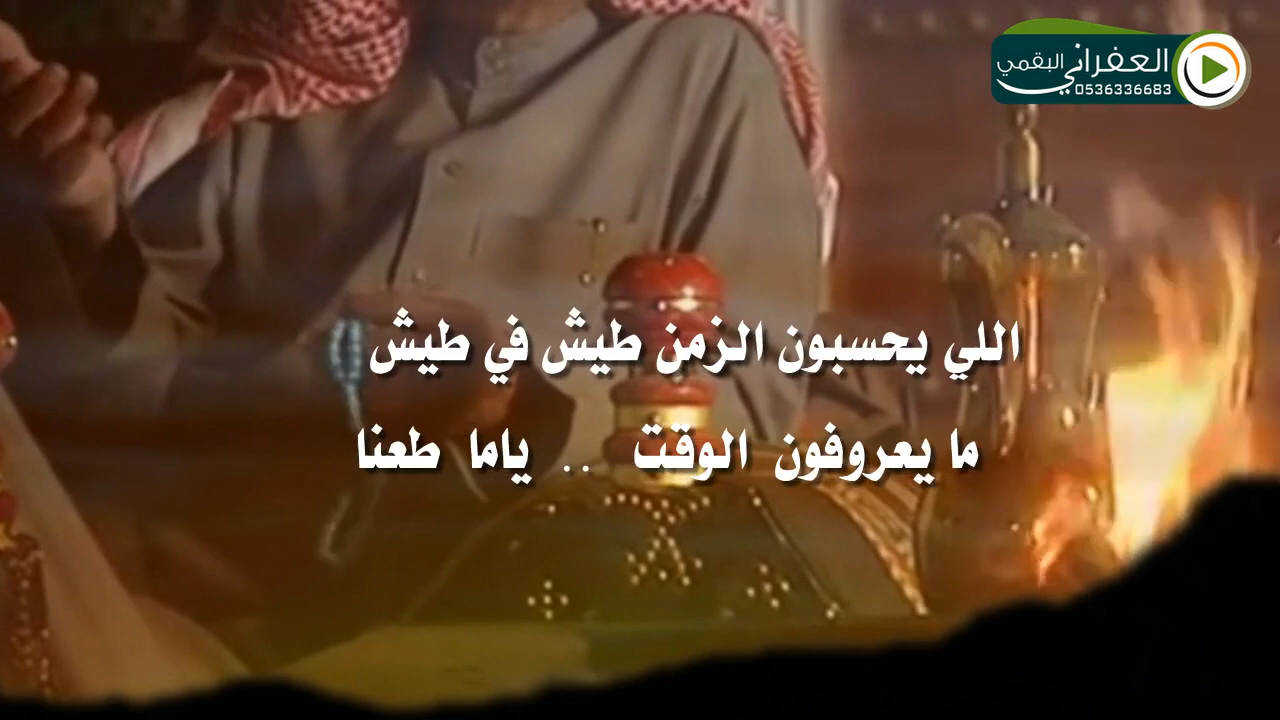 العفراني البقمي
0536336683
اللي يحسبون الزمن طيش في طيش
ما يعروفون الوقت .. ياما طعنا